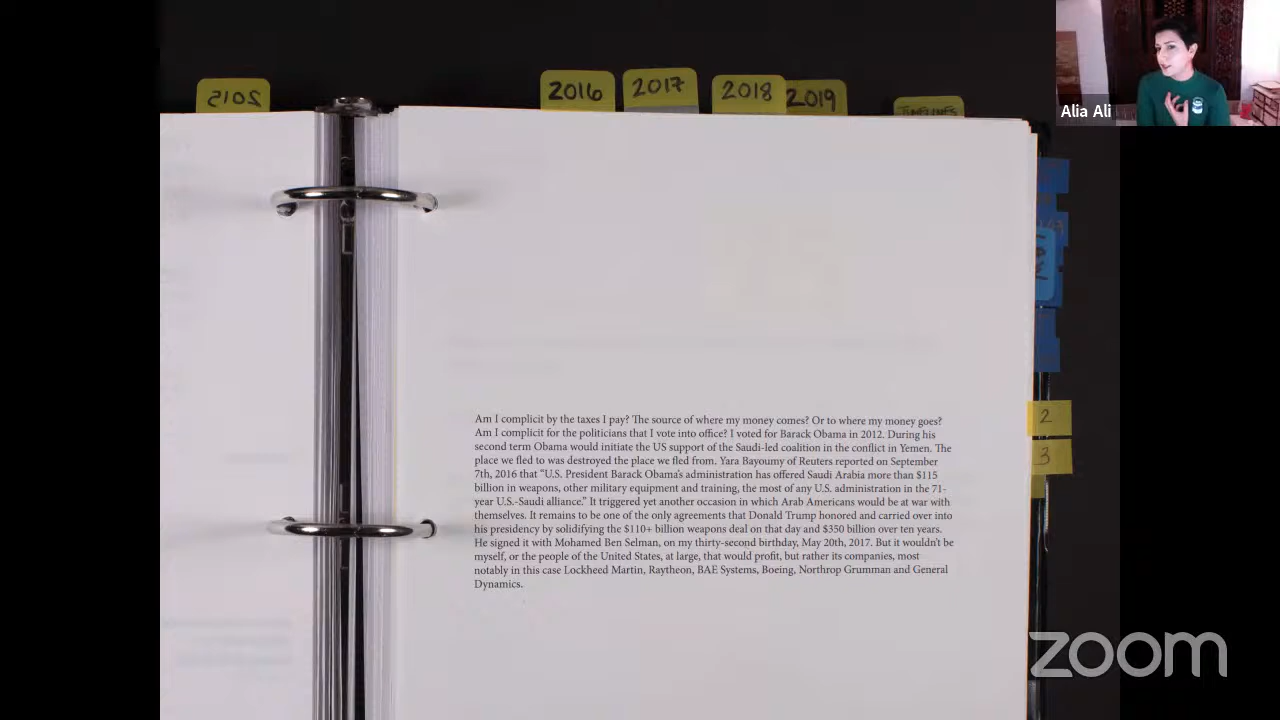 Alia Ali
2015
2016
2017
2018
2019
TIMELINES
2
3
Am I complicit by the taxes I pay? The source of where my money comes? Or to where my money goes?
Am I complicit for the politicians that I vote into office? I voted for Barack Obama in 2012. During his
second term Obama would initiate the US support of the Saudi-led coalition in the conflict in Yemen. The
place we fled to was destroyed the place we fled from. Yara Bayoumy of Reuters reported on September
7th, 2016 that “U.S. President Barack Obama’s administration has offered Saudi Arabia more than $115
billion in weapons, other military equipment and training, the most of any U.S. administration in the 71-
year U.S.-Saudi alliance.” It triggered yet another occasion in which Arab Americans would be at war with
themselves. It remains to be one of the only agreements that Donald Trump honored and carried over into
his presidency by solidifying the $110+ billion weapons deal on that day and $350 billion over ten years.
He signed it with Mohamed Ben Selman, on my thirty-second birthday, May 20th, 2017. But it wouldn’t be
myself, or the people of the United States, at large, that would profit, but rather its companies, most
notably in this case Lockheed Martin, Raytheon, BAE Systems, Boeing, Northrop Grumman and General
Dynamics.
zoom